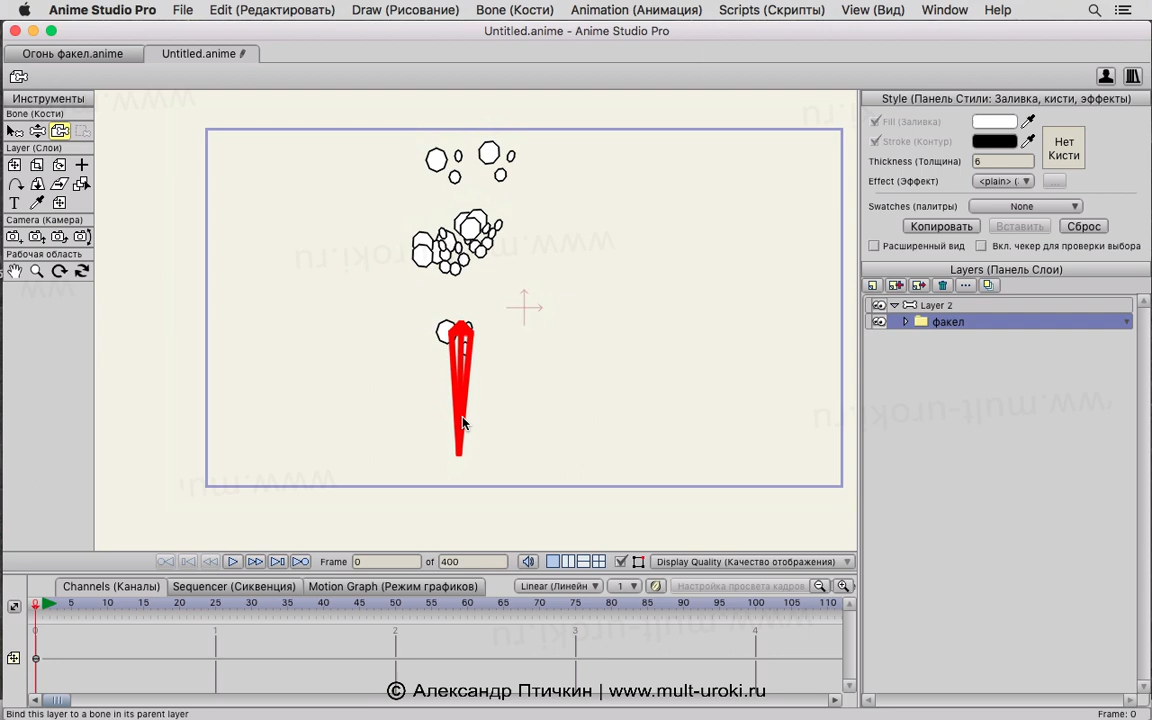 Anime Studio Pro File Edit (Редактировать) Draw (Рисование) Bone (Кости) Animation (Анимация) Scripts (Скрипты) View (Вид) Window Help
Untitled.anime - Anime Studio Pro
Огонь факел.anime Untitled.anime
Инструменты
Bone (Кости)
Layer (Слои)
T
Camera (Камера)
Рабочая область
Style (Панель Стили: Заливка, кисти, эффекты)
Fill (Заливка)
Stroke (Контур)
Нет
Кисти
Thickness (Толщина) 6
Effect (Эффект) <plain> (
Swatches (палитры) None
Копировать Вставить Сброс
Расширенный вид Вкл. чекер для проверки выбора
Layers (Панель Слои)
Layer 2
факел
www.mult-uroki.ru
Frame 0 of 400 Display Quality (Качество отображения)
Channels (Каналы) Sequencer (Сиквенция) Motion Graph (Режим графиков) Linear (Линейн 1 Настройка просвета кадров
0 5 10 15 20 25 30 35 40 45 50 55 60 65 70 75 80 85 90 95 100 105 110
0 1 2 3 4
© Александр Птичкин | www.mult-uroki.ru
Bind this layer to a bone in its parent layer Frame: 0